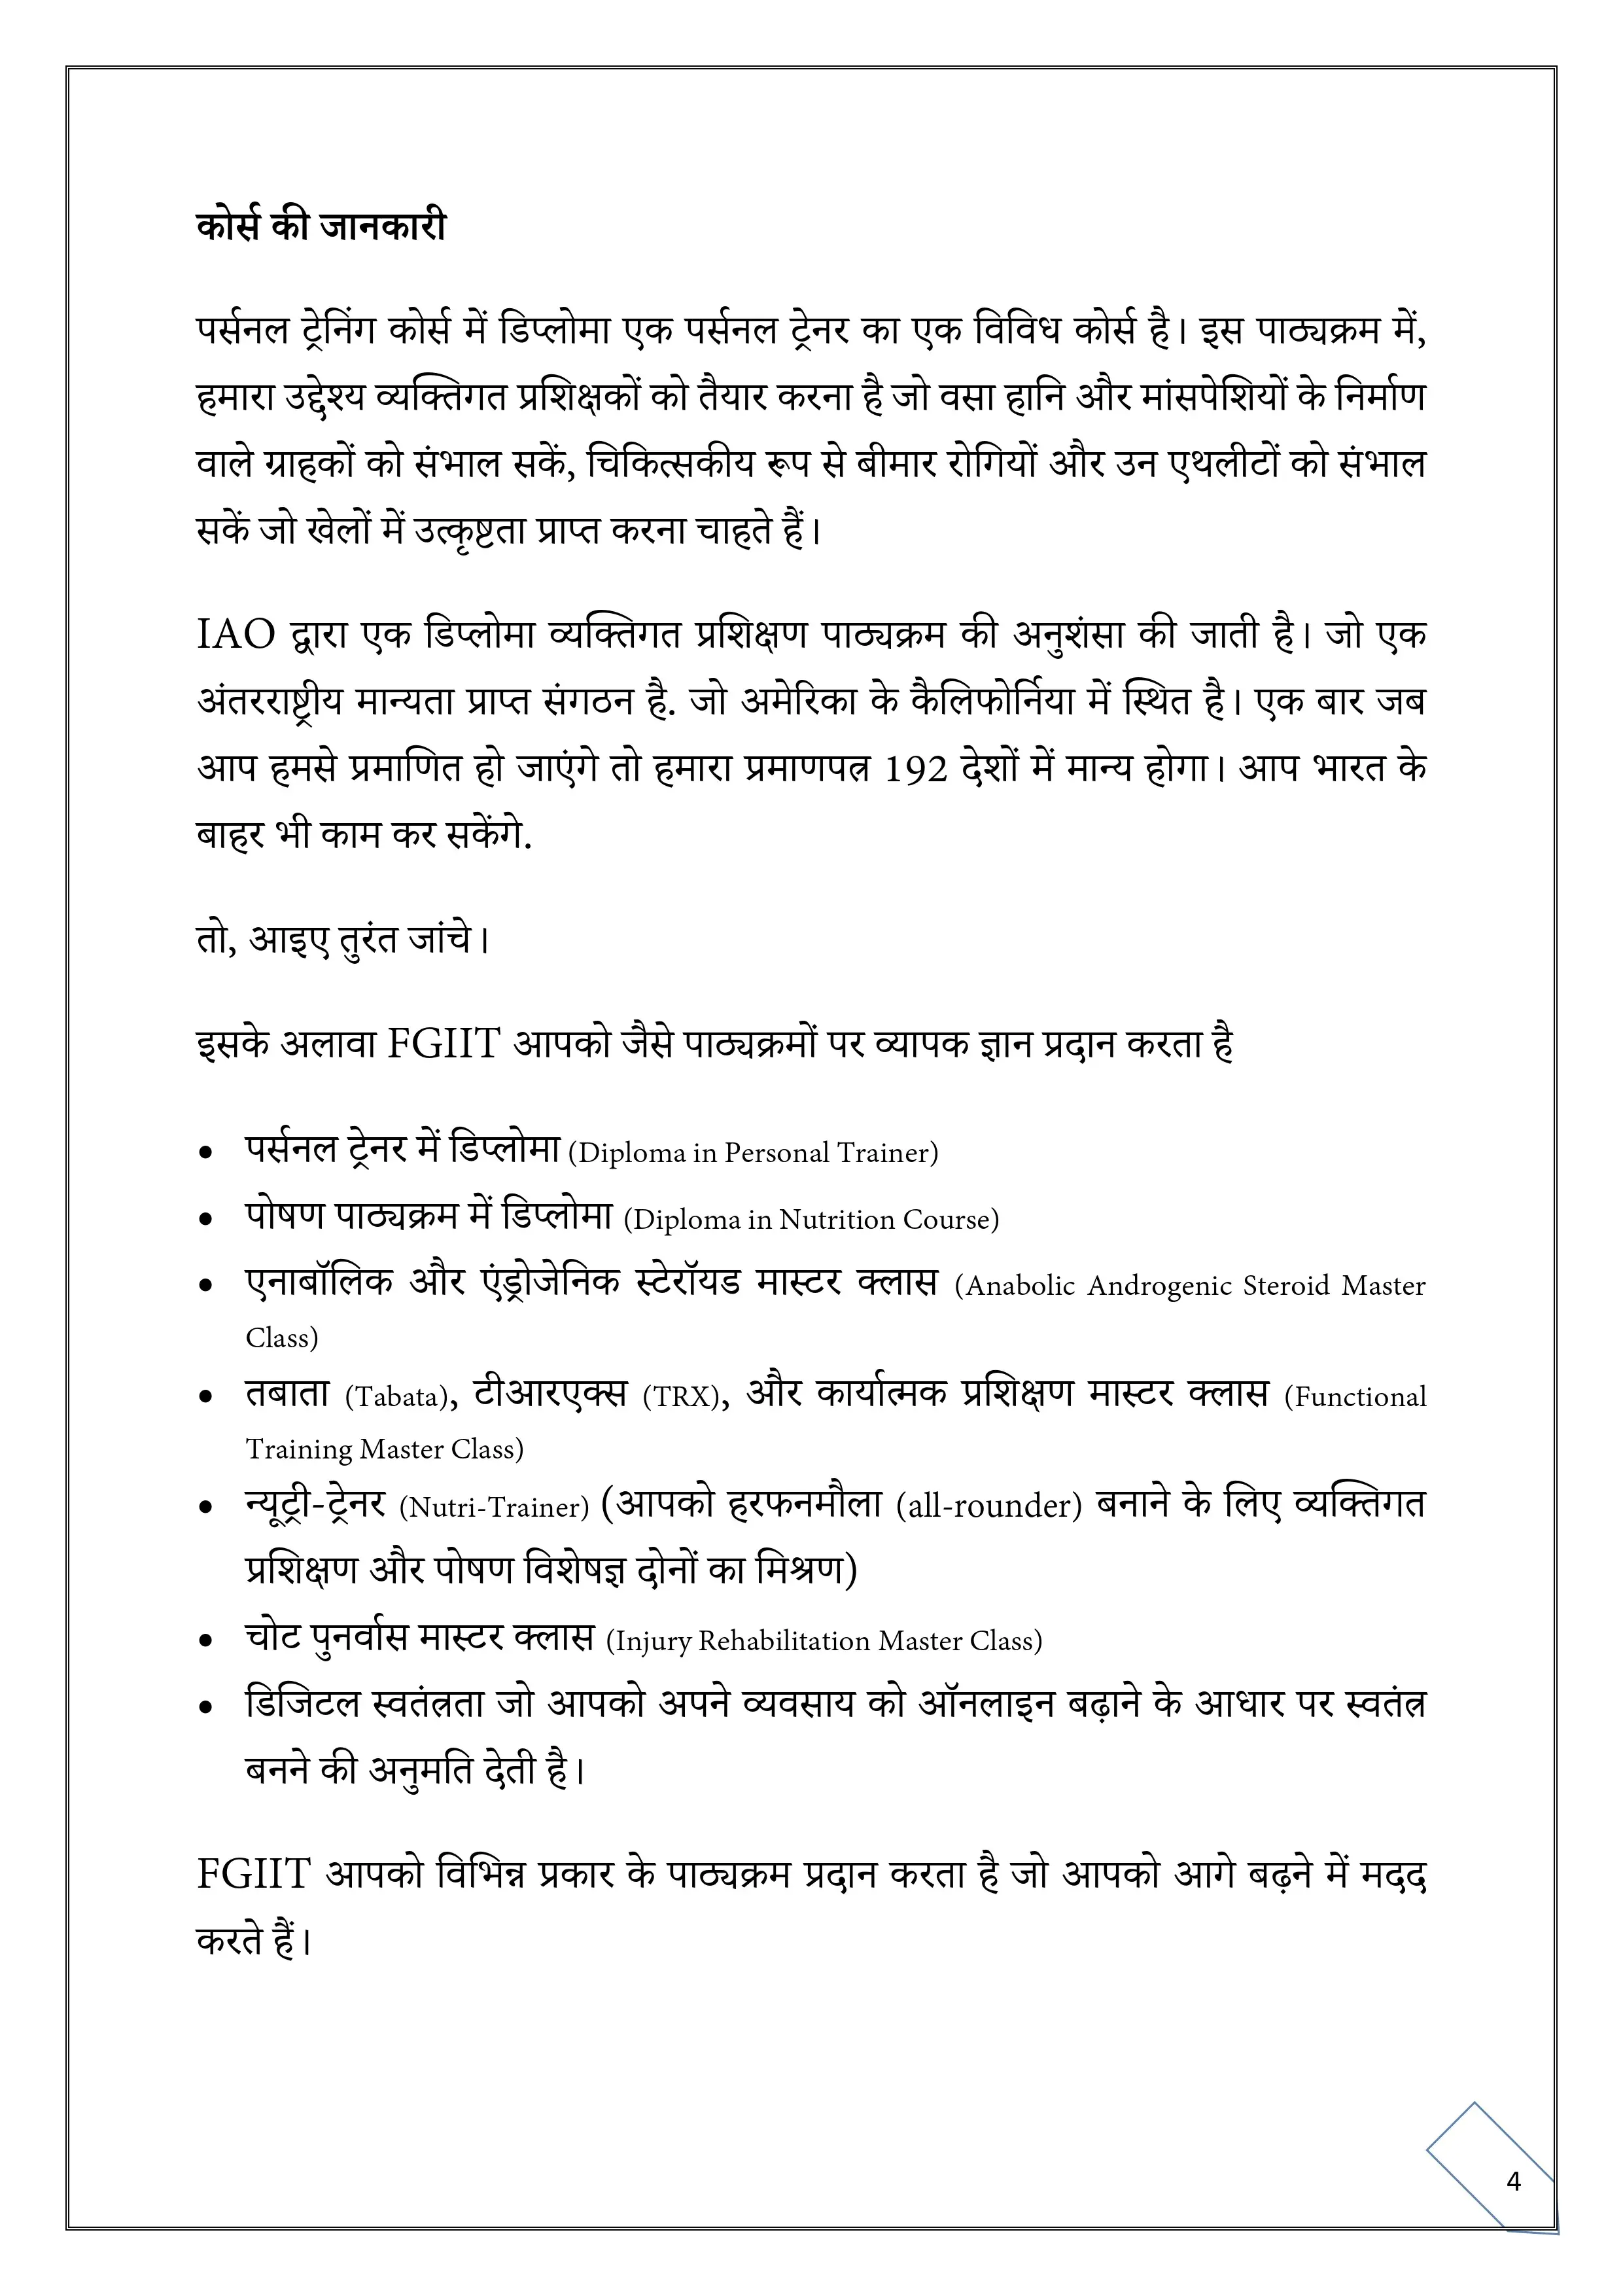 कोर्स की जानकारी
पर्सनल ट्रेनिंग कोर्स में डिप्लोमा एक पर्सनल ट्रेनर का एक विविध कोर्स है। इस पाठ्यक्रम में,
हमारा उद्देश्य व्यक्तिगत प्रशिक्षकों को तैयार करना है जो वसा हानि और मांसपेशियों के निर्माण
वाले ग्राहकों को संभाल सकें, चिकित्सकीय रूप से बीमार रोगियों और उन एथलीटों को संभाल
सकें जो खेलों में उत्कृष्टता प्राप्त करना चाहते हैं।
IAO द्वारा एक डिप्लोमा व्यक्तिगत प्रशिक्षण पाठ्यक्रम की अनुशंसा की जाती है। जो एक
अंतरराष्ट्रीय मान्यता प्राप्त संगठन है. जो अमेरिका के कैलिफोर्निया में स्थित है। एक बार जब
आप हमसे प्रमाणित हो जाएंगे तो हमारा प्रमाणपत्र 192 देशों में मान्य होगा। आप भारत के
बाहर भी काम कर सकेंगे.
तो, आइए तुरंत जांचे।
इसके अलावा FGIIT आपको जैसे पाठ्यक्रमों पर व्यापक ज्ञान प्रदान करता है
• पर्सनल ट्रेनर में डिप्लोमा (Diploma in Personal Trainer)
• पोषण पाठ्यक्रम में डिप्लोमा (Diploma in Nutrition Course)
• एनाबॉलिक और एंड्रोजेनिक स्टेरॉयड मास्टर क्लास (Anabolic Androgenic Steroid Master
Class)
• तबाता (Tabata), टीआरएक्स (TRX), और कार्यात्मक प्रशिक्षण मास्टर क्लास (Functional
Training Master Class)
• न्यूट्री-ट्रेनर (Nutri-Trainer) (आपको हरफनमौला (all-rounder) बनाने के लिए व्यक्तिगत
प्रशिक्षण और पोषण विशेषज्ञ दोनों का मिश्रण)
• चोट पुनर्वास मास्टर क्लास (Injury Rehabilitation Master Class)
• डिजिटल स्वतंत्रता जो आपको अपने व्यवसाय को ऑनलाइन बढ़ाने के आधार पर स्वतंत्र
बनने की अनुमति देती है।
FGIIT आपको विभिन्न प्रकार के पाठ्यक्रम प्रदान करता है जो आपको आगे बढ़ने में मदद
करते हैं।
4